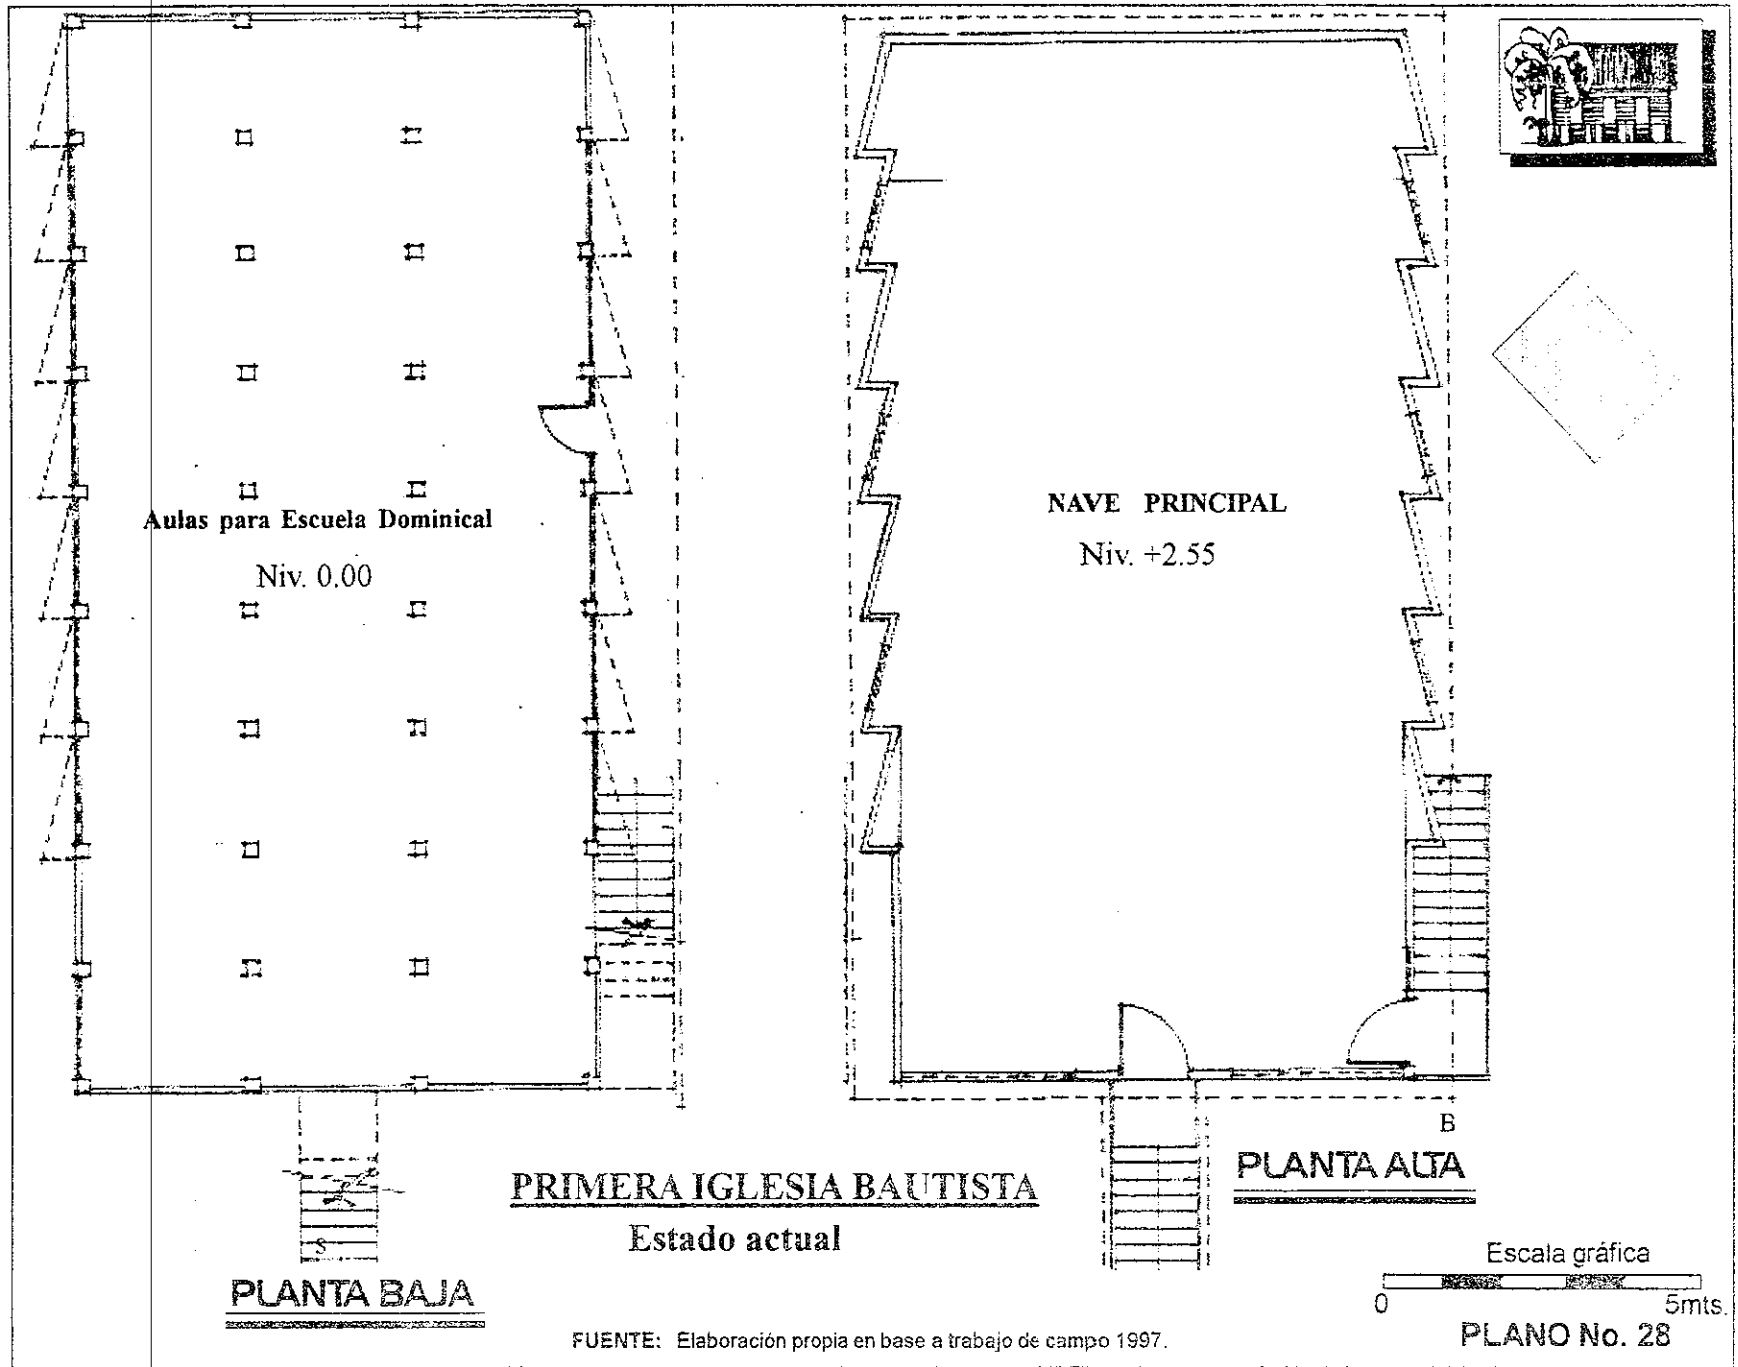 Aulas para Escuela Dominical
Niv. 0.00
NAVE PRINCIPAL
Niv. +2.55
B
S
PRIMERA IGLESIA BAUTISTA
Estado actual
PLANTA ALTA
PLANTA BAJA
Escala gráfica
0 5mts.
FUENTE: Elaboración propia en base a trabajo de campo 1997.
PLANO No. 28